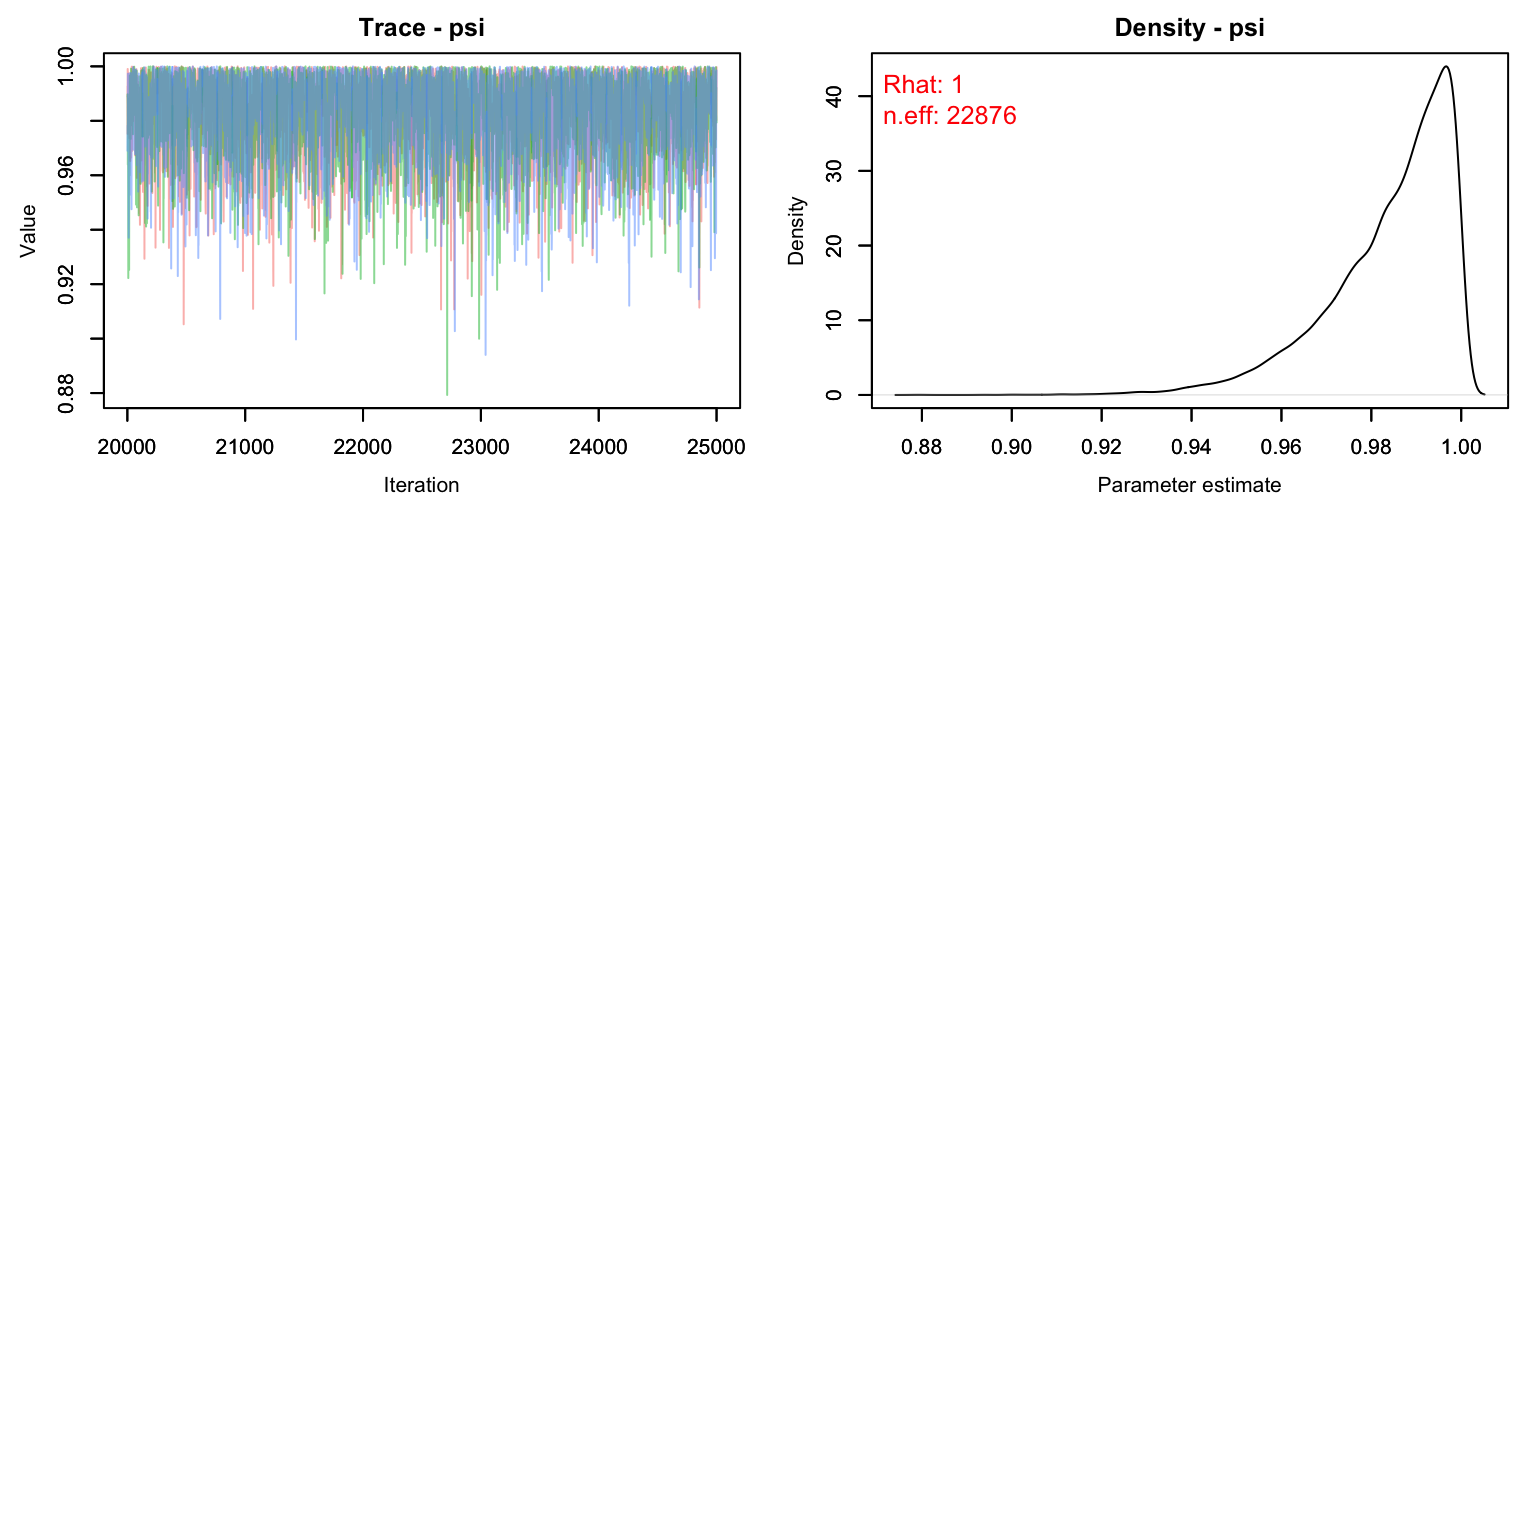 Trace - psi
Value
1.00
0.96
0.92
0.88
20000 21000 22000 23000 24000 25000
Iteration
Density - psi
Rhat: 1
n.eff: 22876
Density
40
30
20
10
0
0.88 0.90 0.92 0.94 0.96 0.98 1.00
Parameter estimate